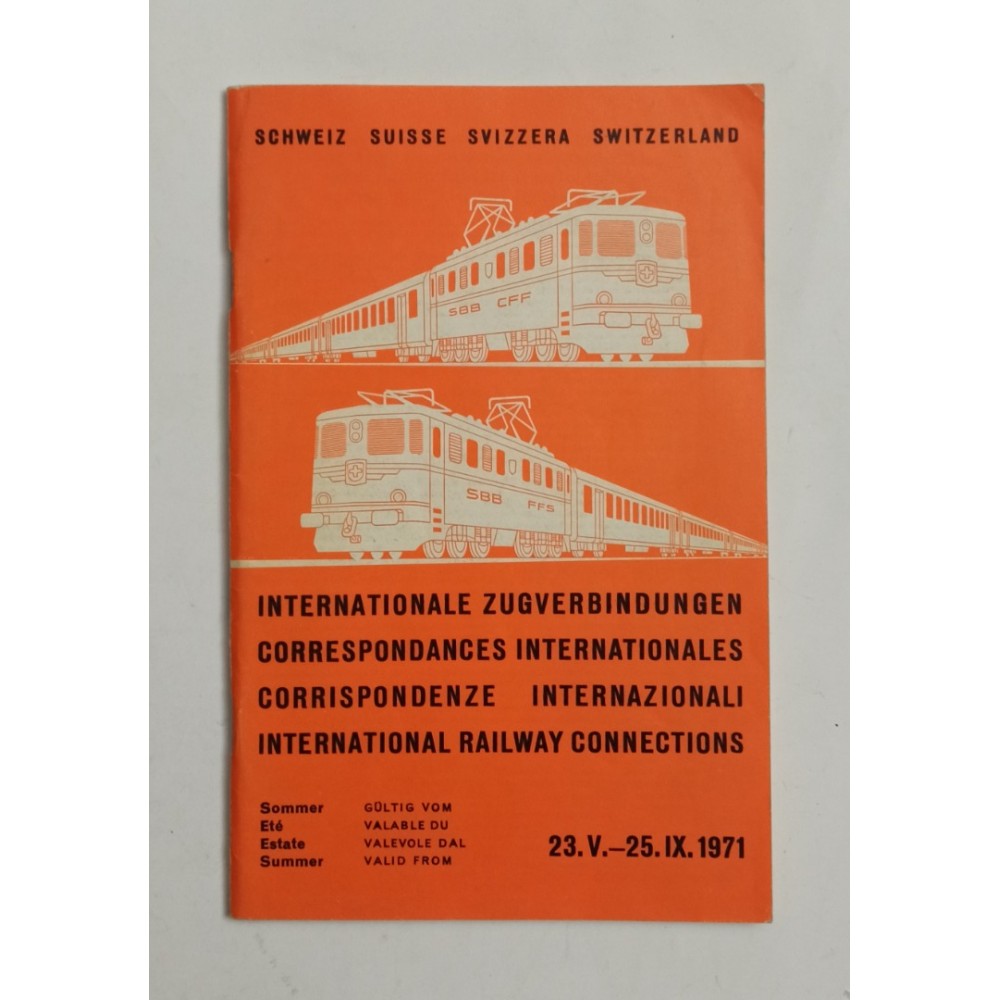 SCHWEIZ SUISSE SVIZZERA SWITZERLAND
SBB CFF
SBB FFS
INTERNATIONALE ZUGVERBINDUNGEN
CORRESPONDANCES INTERNATIONALES
CORRISPONDENZE INTERNAZIONALI
INTERNATIONAL RAILWAY CONNECTIONS
Sommer GÜLTIG VOM
Eté VALABLE DU
Estate VALEVOLE DAL 23.V.–25.IX.1971
Summer VALID FROM